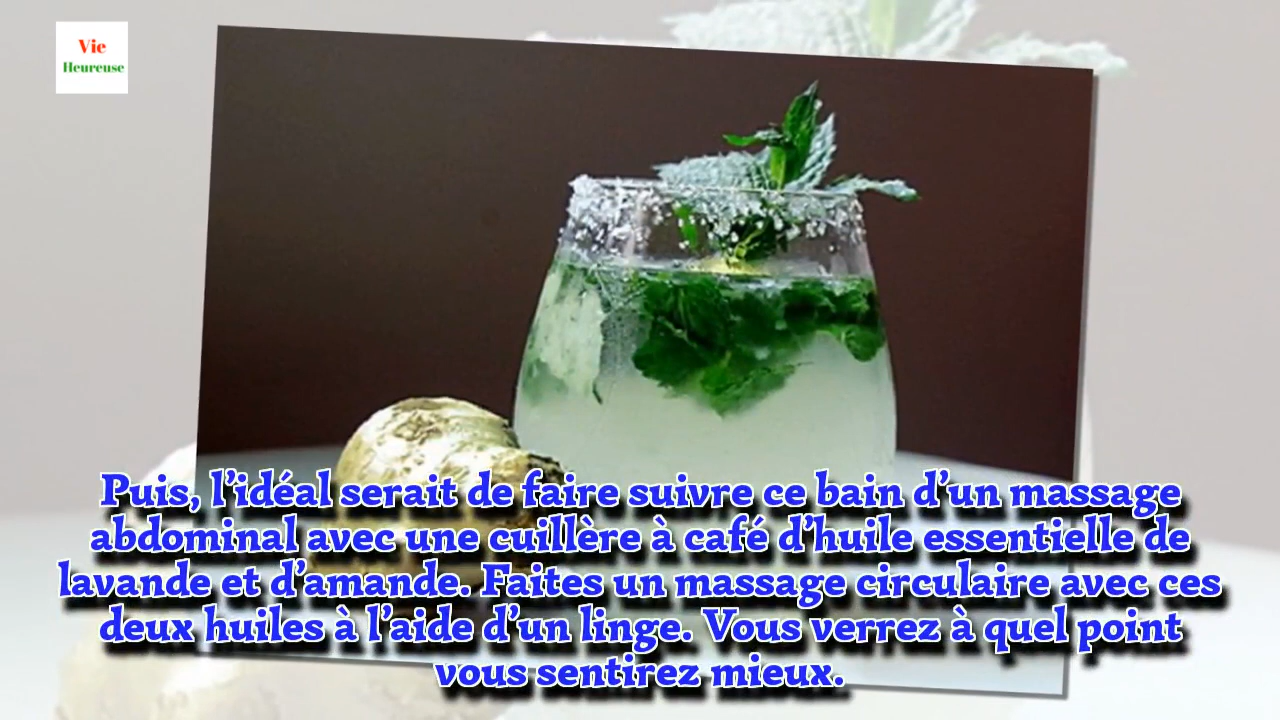 Vie
Heureuse
Puis, l’idéal serait de faire suivre ce bain d’un massage
abdominal avec une cuillère à café d’huile essentielle de
lavande et d’amande. Faites un massage circulaire avec ces
deux huiles à l’aide d’un linge. Vous verrez à quel point
vous sentirez mieux.